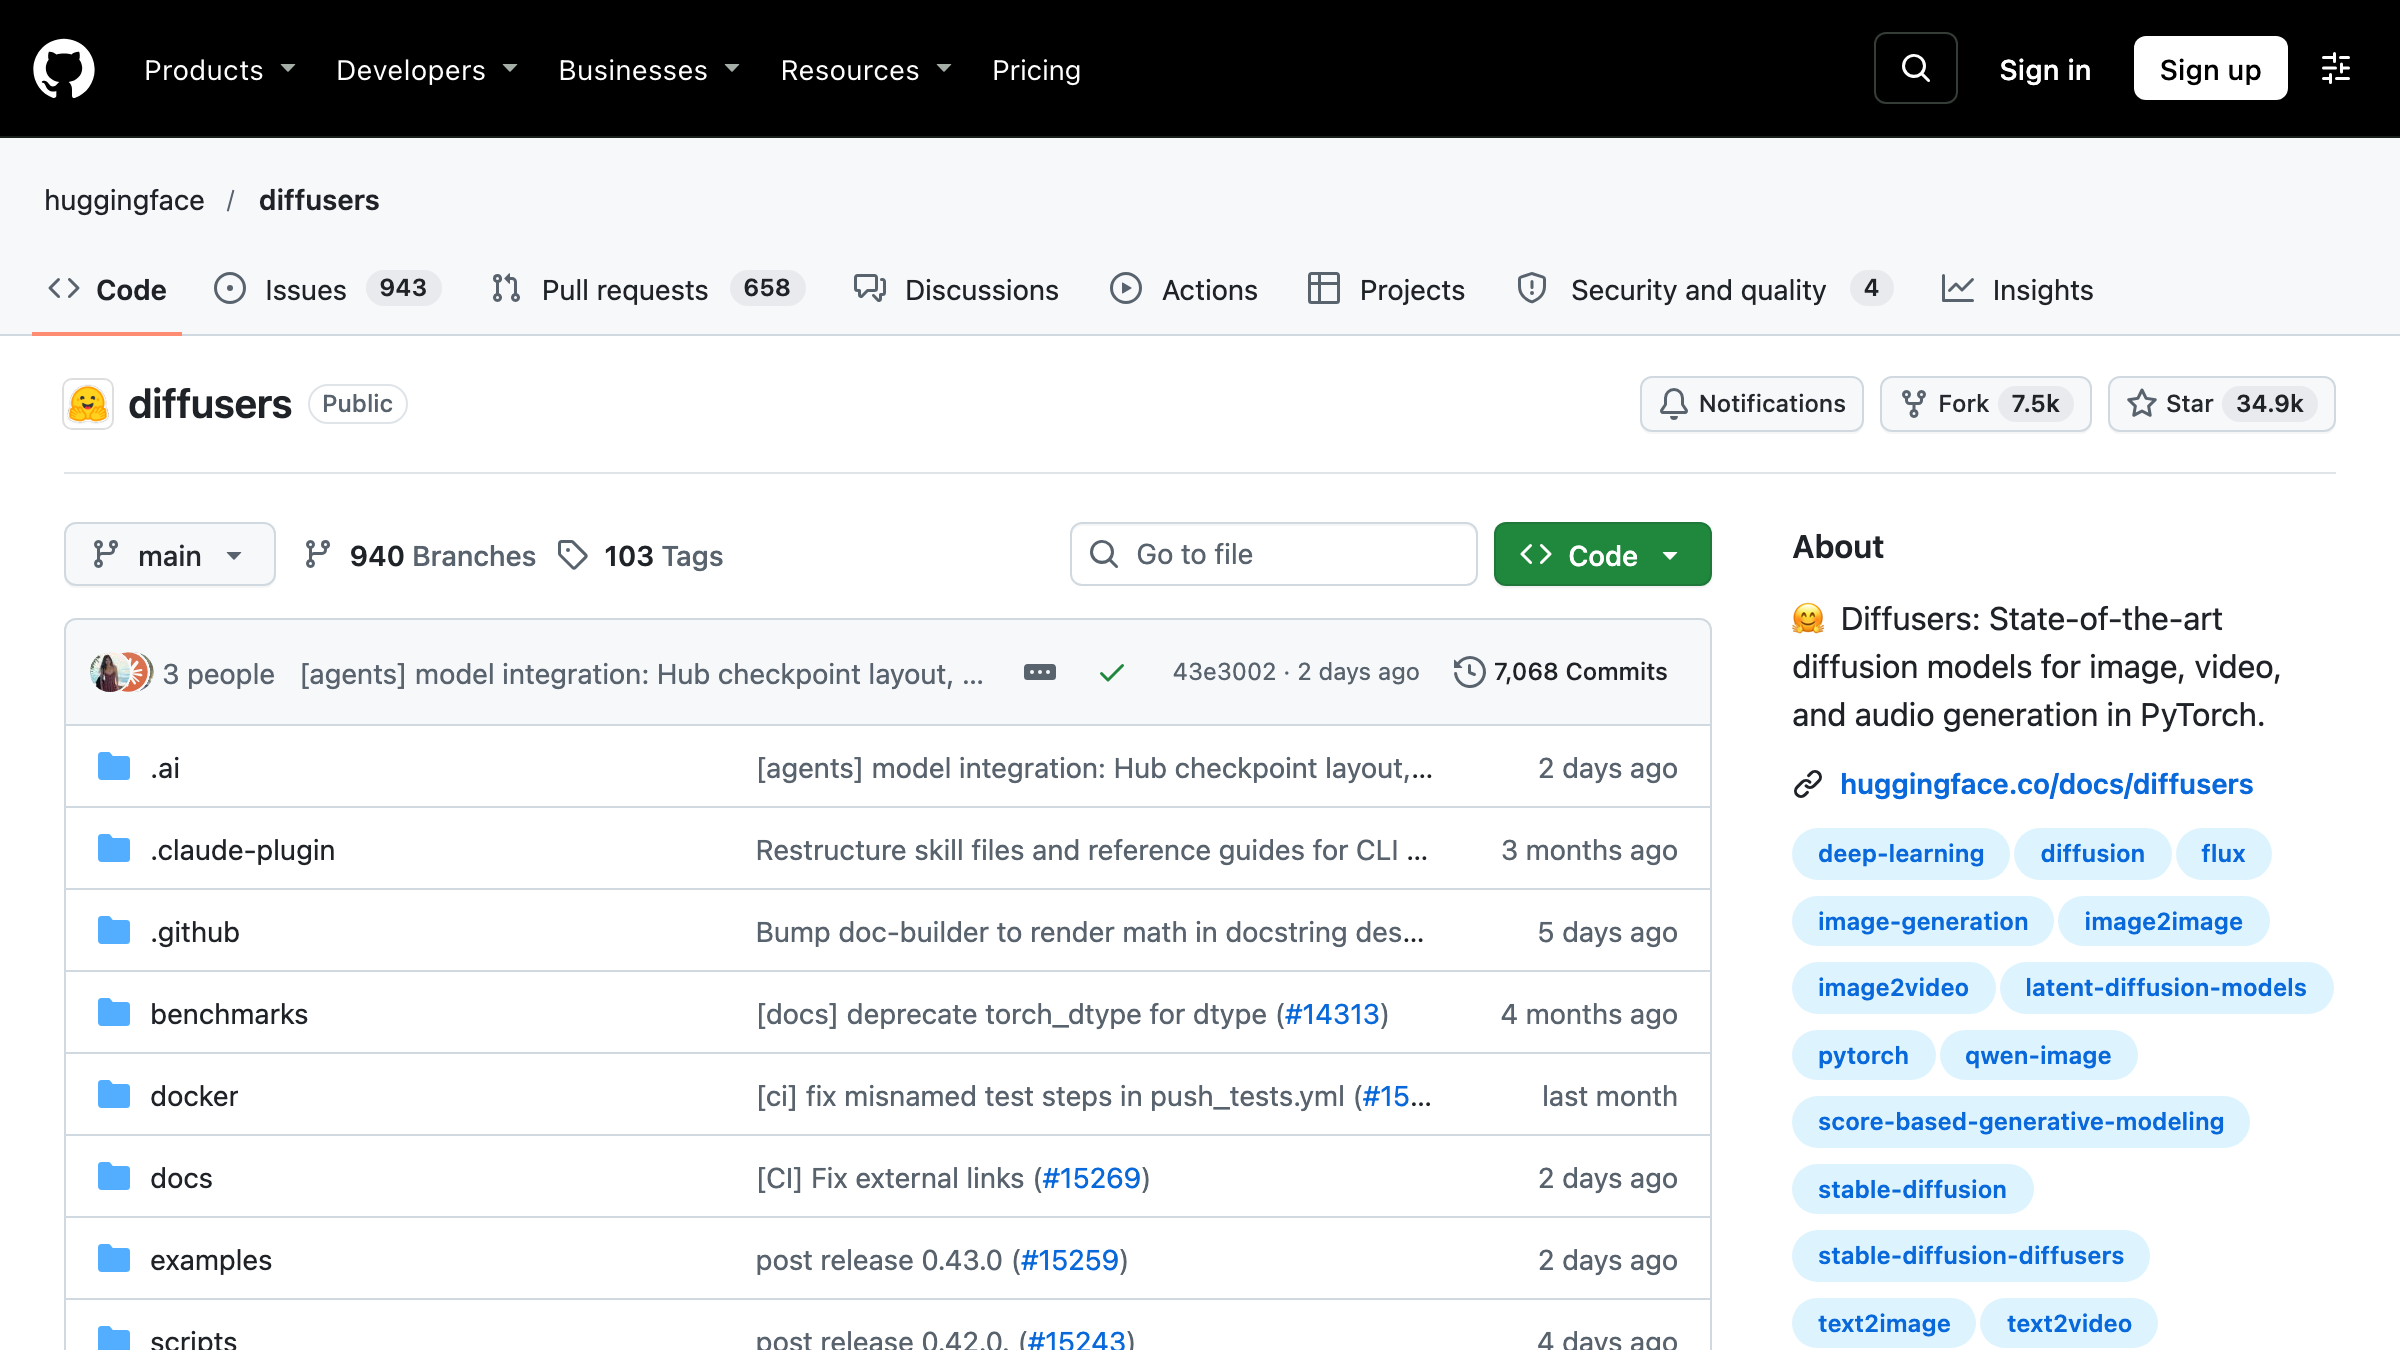 Products Developers Businesses Resources Pricing Sign in Sign up
huggingface / diffusers
Code Issues 943 Pull requests 658 Discussions Actions Projects Security and quality 4 Insights
diffusers Public Notifications Fork 7.5k Star 34.9k
main 940 Branches 103 Tags Go to file Code
3 people [agents] model integration: Hub checkpoint layout, ... 43e3002 · 2 days ago 7,068 Commits
.ai [agents] model integration: Hub checkpoint layout,... 2 days ago
.claude-plugin Restructure skill files and reference guides for CLI ... 3 months ago
.github Bump doc-builder to render math in docstring des... 5 days ago
benchmarks [docs] deprecate torch_dtype for dtype (#14313) 4 months ago
docker [ci] fix misnamed test steps in push_tests.yml (#15... last month
docs [CI] Fix external links (#15269) 2 days ago
examples post release 0.43.0 (#15259) 2 days ago
scripts post release 0.42.0. (#15243) 4 days ago
About
🤗 Diffusers: State-of-the-art
diffusion models for image, video,
and audio generation in PyTorch.
huggingface.co/docs/diffusers
deep-learning diffusion flux
image-generation image2image
image2video latent-diffusion-models
pytorch qwen-image
score-based-generative-modeling
stable-diffusion
stable-diffusion-diffusers
text2image text2video